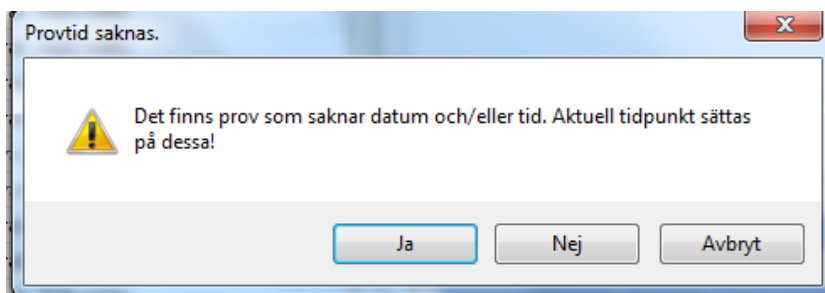 Provtid saknas.
Det finns prov som saknar datum och/eller tid. Aktuell tidpunkt sättas
på dessa!
Ja
Nej
Avbryt